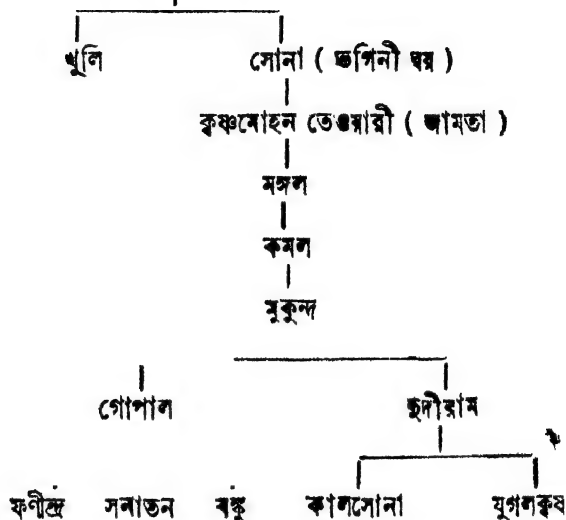 খুলি সোনা ( ভগিনী দ্বয় )
কৃষ্ণমোহন তেওয়ারী ( জামতা )
মঙ্গল
কমল
মুকুন্দ
গোপাল ক্ষুদীরাম
ফণীন্দ্র সনাতন বঙ্কু কালসোনা যুগলকৃষ্ণ